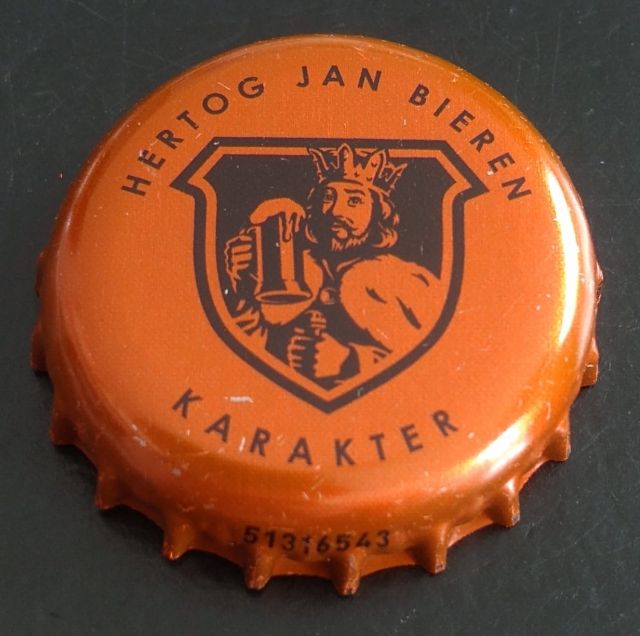 HERTOG JAN BIEREN
KARAKTER
51316543